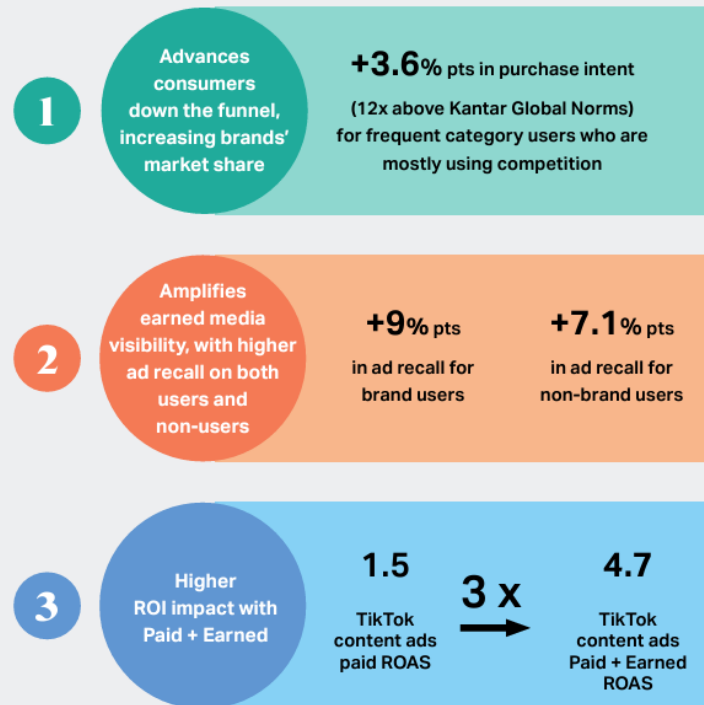 1
Advances
consumers
down the funnel,
increasing brands’
market share
+3.6% pts in purchase intent
(12x above Kantar Global Norms)
for frequent category users who are
mostly using competition
2
Amplifies
earned media
visibility, with higher
ad recall on both
users and
non-users
+9% pts
in ad recall for
brand users
+7.1% pts
in ad recall for
non-brand users
3
Higher
ROI impact with
Paid + Earned
1.5
TikTok
content ads
paid ROAS
3 x
4.7
TikTok
content ads
Paid + Earned
ROAS